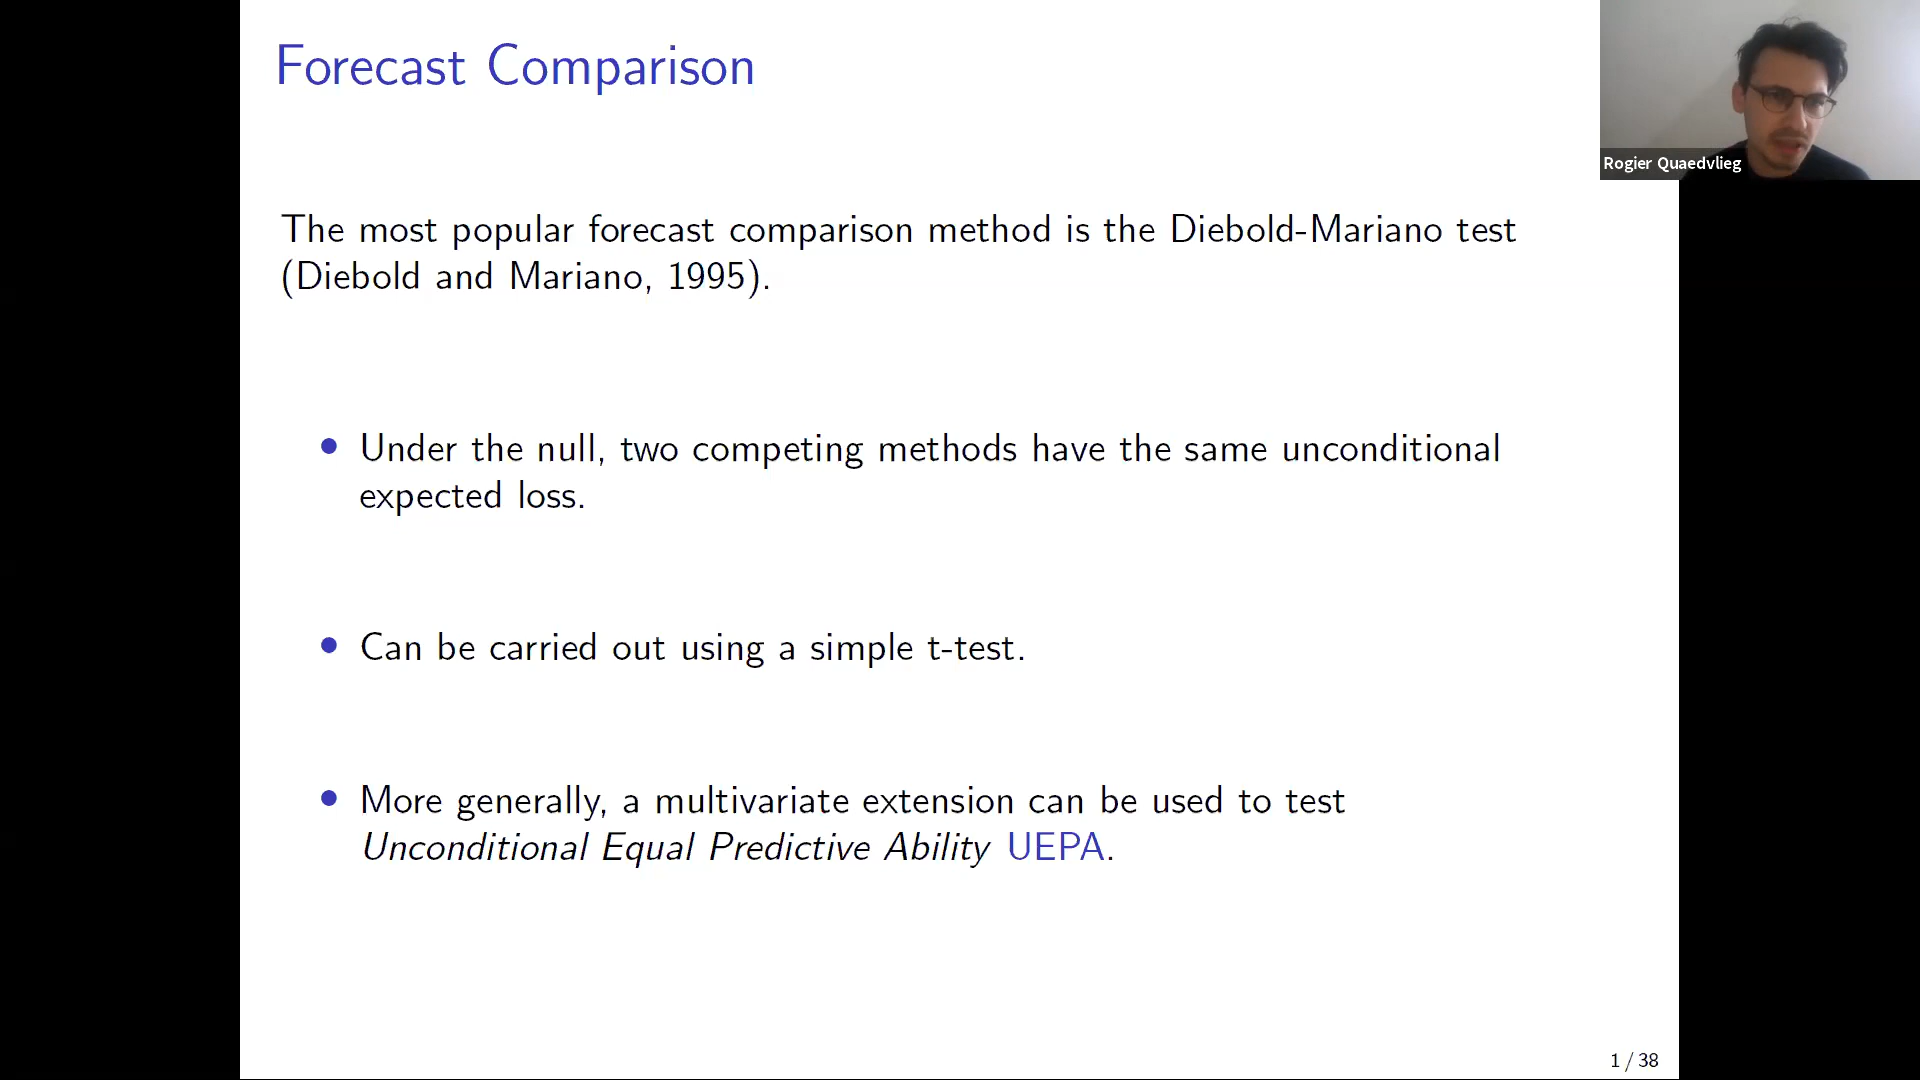 Forecast Comparison
Rogier Quaedvlieg
The most popular forecast comparison method is the Diebold-Mariano test
(Diebold and Mariano, 1995).
• Under the null, two competing methods have the same unconditional
expected loss.
• Can be carried out using a simple t-test.
• More generally, a multivariate extension can be used to test
Unconditional Equal Predictive Ability UEPA.
1 / 38